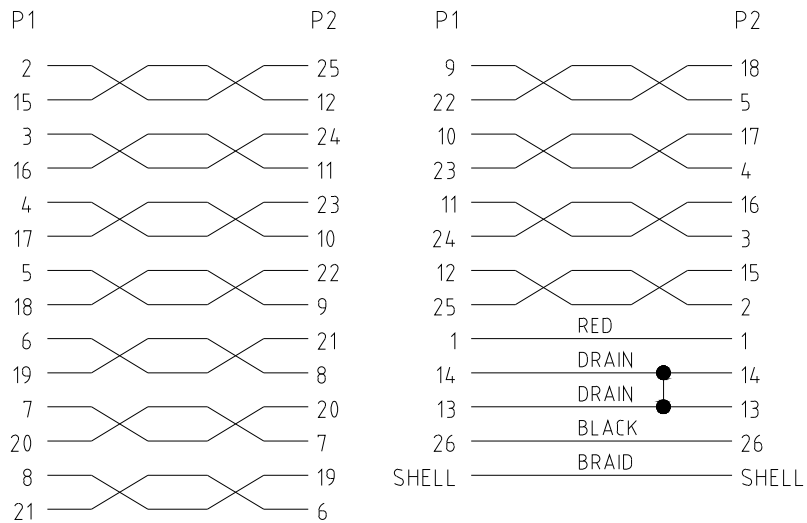 P1 P2 P1 P2
2 25 9 18
15 12 22 5
3 24 10 17
16 11 23 4
4 23 11 16
17 10 24 3
5 22 12 15
18 9 25 2
RED
6 21 1 1
DRAIN
19 8 14 14
DRAIN
7 20 13 13
BLACK
20 7 26 26
BRAID
8 19 SHELL SHELL
21 6